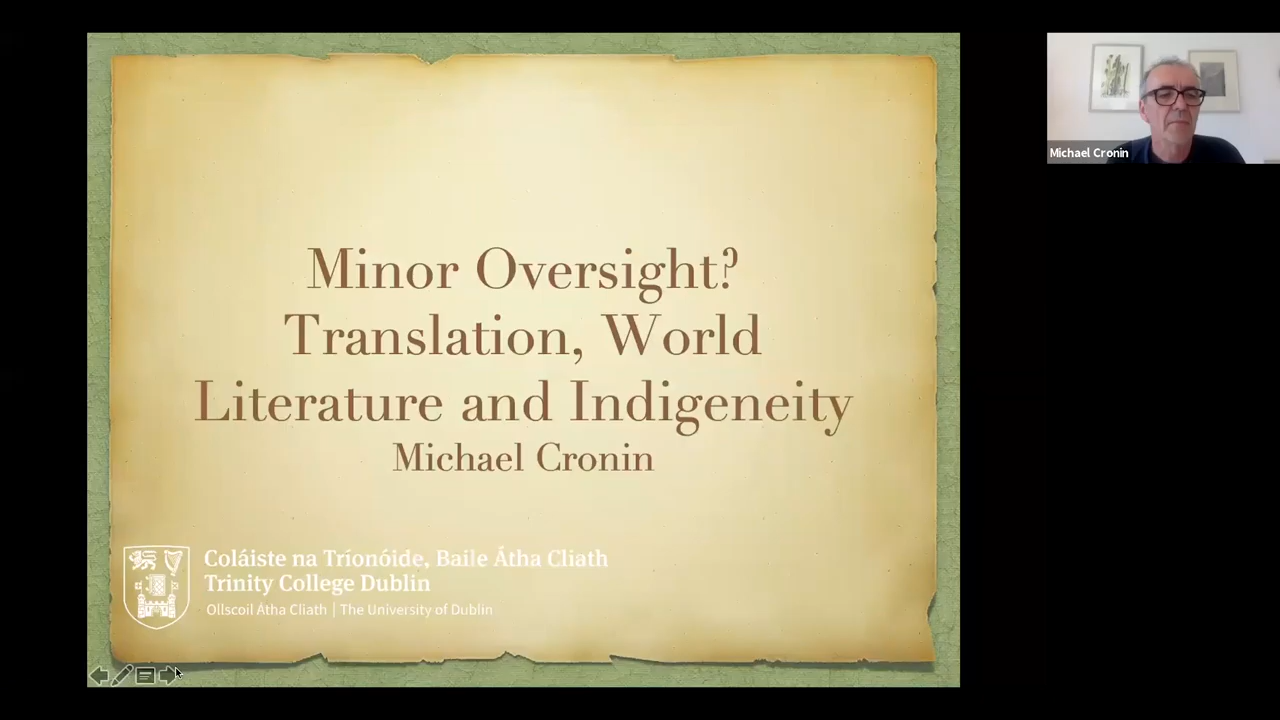 Minor Oversight?
Translation, World
Literature and Indigeneity
Michael Cronin
Coláiste na Tríonóide, Baile Átha Cliath
Trinity College Dublin
Ollscoil Átha Cliath | The University of Dublin
Michael Cronin